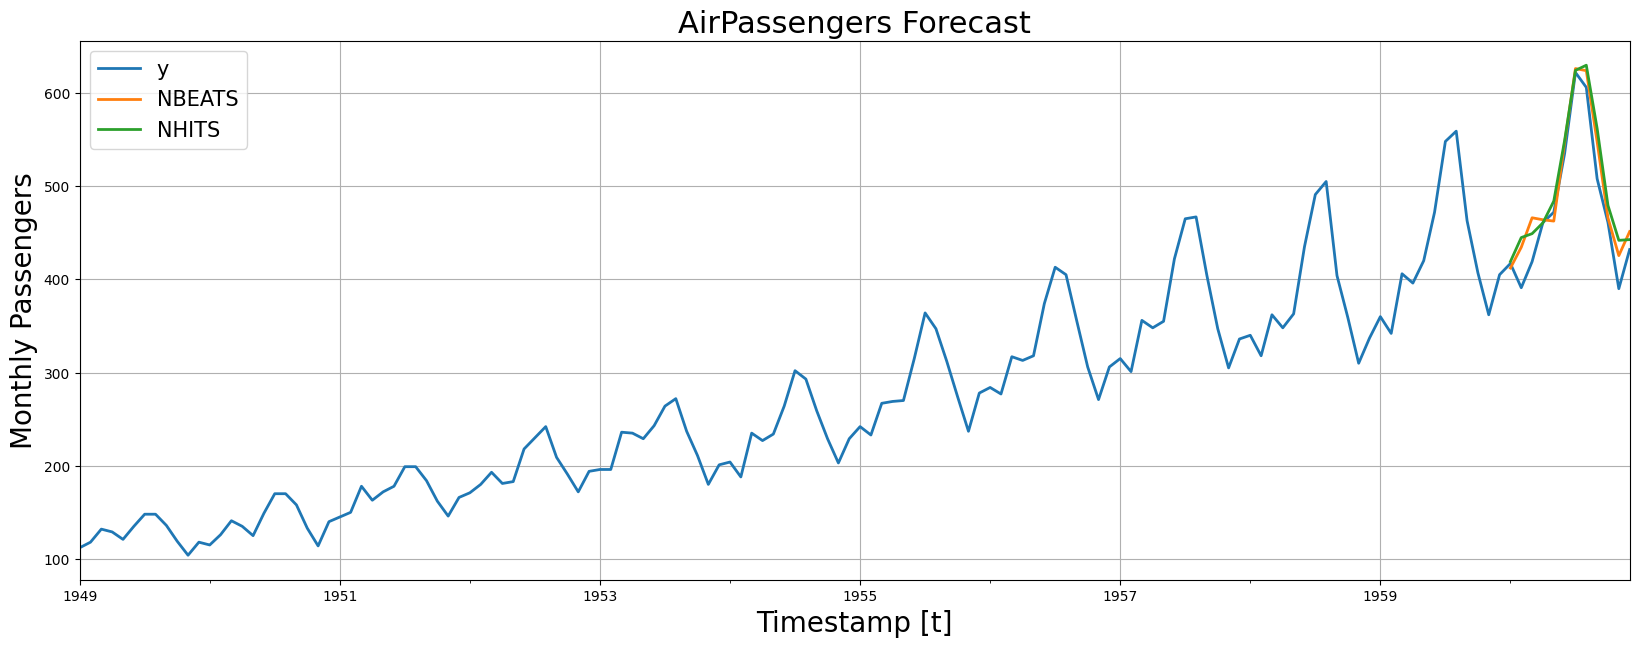 AirPassengers Forecast
y
NBEATS
NHITS
Monthly Passengers
600
500
400
300
200
100
1949
1951
1953
1955
1957
1959
Timestamp [t]